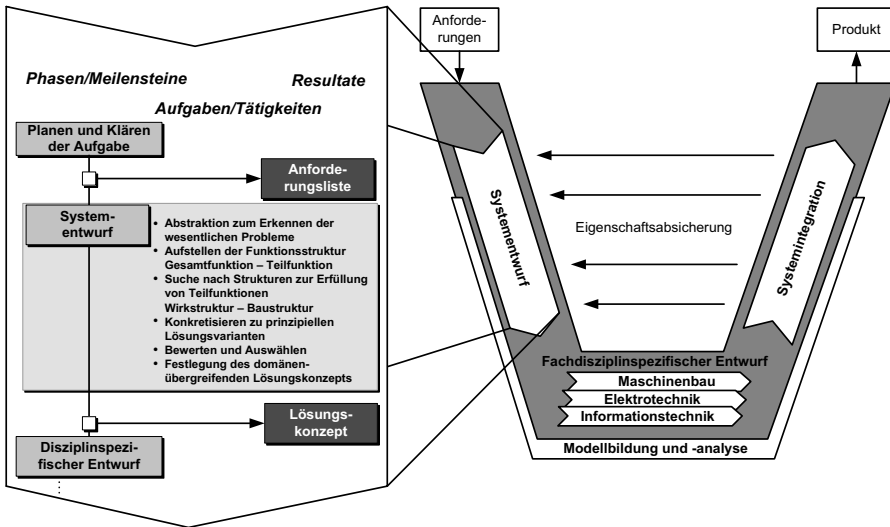 Phasen/Meilensteine
Resultate
Aufgaben/Tätigkeiten
Planen und Klären
der Aufgabe
Anforde-
rungsliste
System-
entwurf
• Abstraktion zum Erkennen der
wesentlichen Probleme
• Aufstellen der Funktionsstruktur
Gesamtfunktion – Teilfunktion
• Suche nach Strukturen zur Erfüllung
von Teilfunktionen
Wirkstruktur – Baustruktur
• Konkretisieren zu prinzipiellen
Lösungsvarianten
• Bewerten und Auswählen
• Festlegung des domänen-
übergreifenden Lösungskonzepts
Lösungs-
konzept
Disziplinspezi-
fischer Entwurf
Anforde-
rungen
Produkt
Systementwurf
Eigenschaftsabsicherung
Systemintegration
Fachdisziplinspezifischer Entwurf
Maschinenbau
Elektrotechnik
Informationstechnik
Modellbildung und -analyse